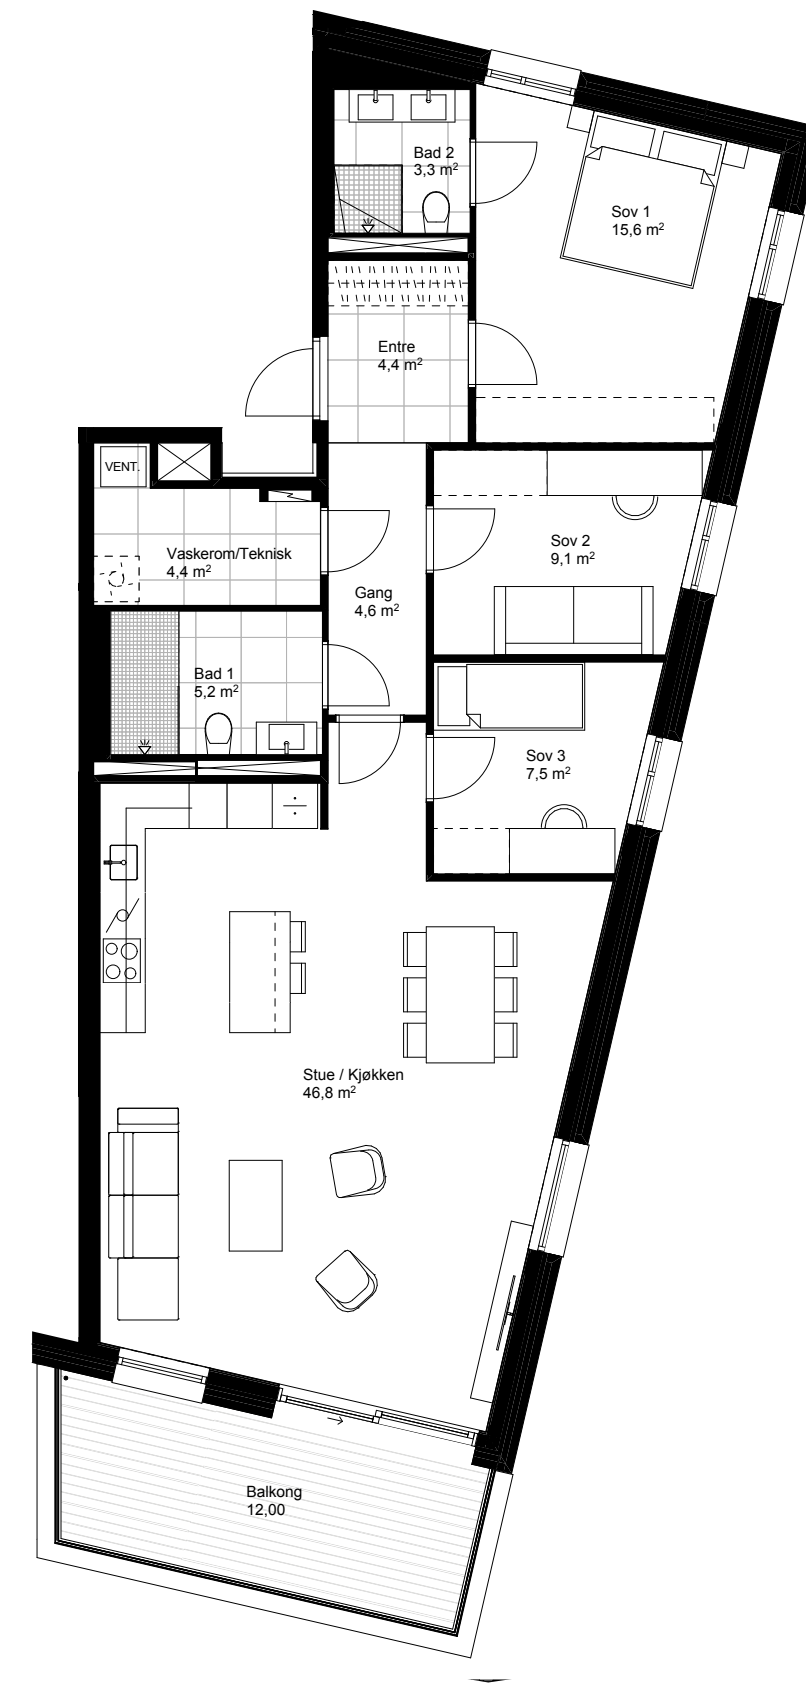 Bad 2
3,3 m²
Sov 1
15,6 m²
Entre
4,4 m²
VENT.
Vaskerom/Teknisk
4,4 m²
Sov 2
9,1 m²
Gang
4,6 m²
Bad 1
5,2 m²
Sov 3
7,5 m²
Stue / Kjøkken
46,8 m²
Balkong
12,00